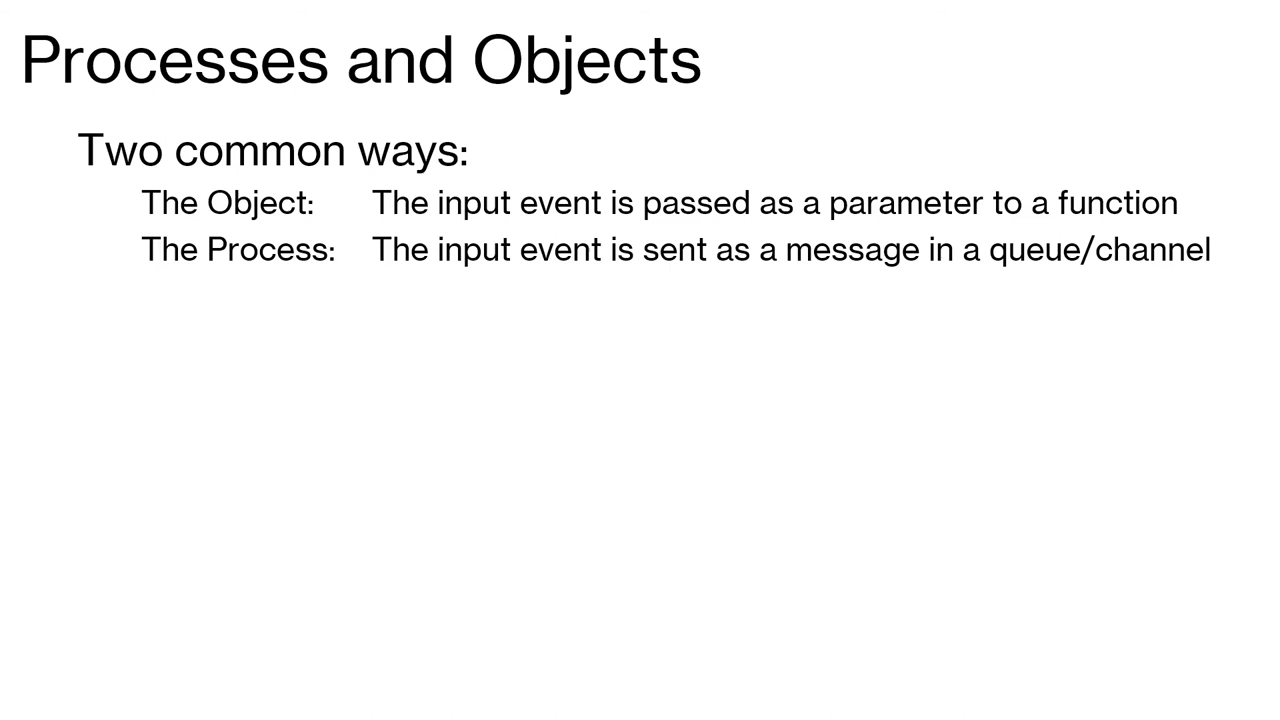 Processes and Objects
Two common ways:
The Object: The input event is passed as a parameter to a function
The Process: The input event is sent as a message in a queue/channel